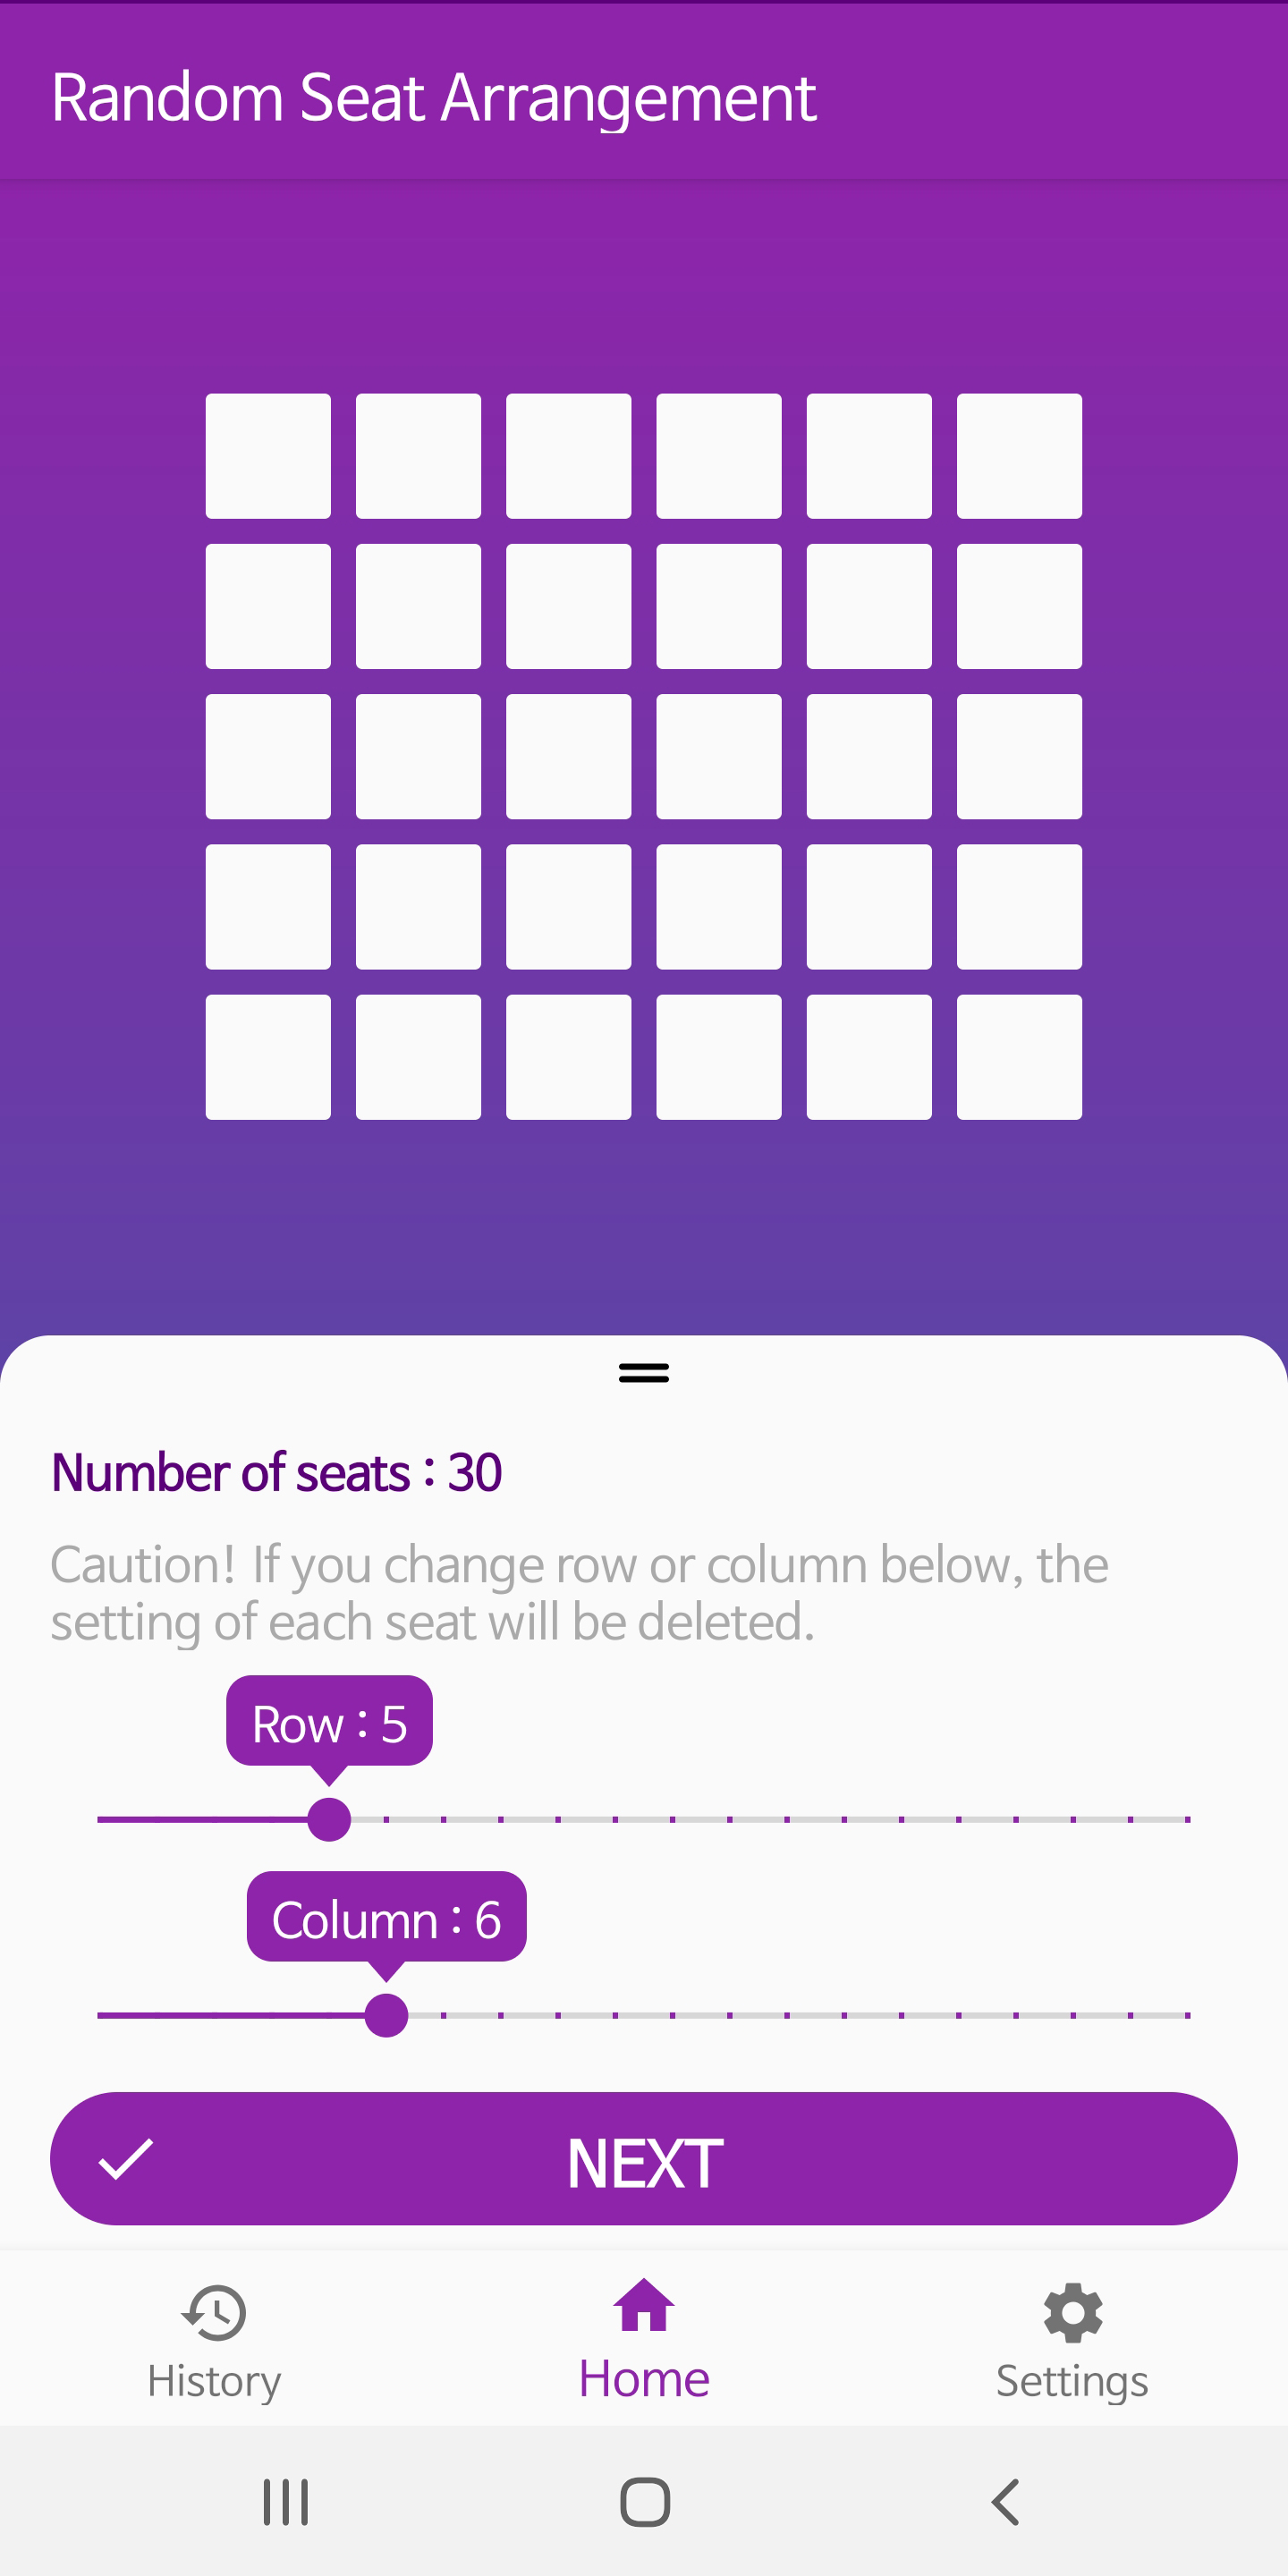 Random Seat Arrangement
Number of seats : 30
Caution! If you change row or column below, the
setting of each seat will be deleted.
Row : 5
Column : 6
NEXT
History
Home
Settings